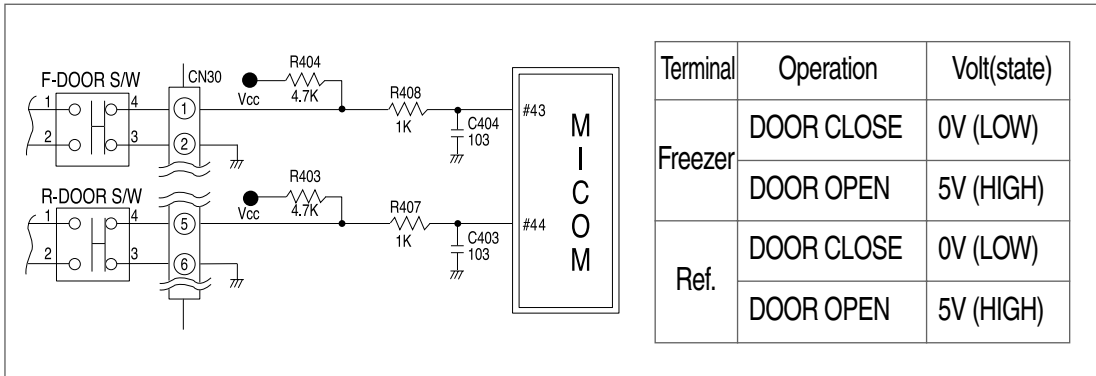 F-DOOR S/W
1
2
4
3
CN30
1
2
R404
Vcc
4.7K
R408
1K
C404
103
#43
R-DOOR S/W
1
2
4
3
5
6
R403
Vcc
4.7K
R407
1K
C403
103
#44
M
I
C
O
M
Terminal Operation Volt(state)
Freezer
DOOR CLOSE 0V (LOW)
DOOR OPEN 5V (HIGH)
Ref.
DOOR CLOSE 0V (LOW)
DOOR OPEN 5V (HIGH)